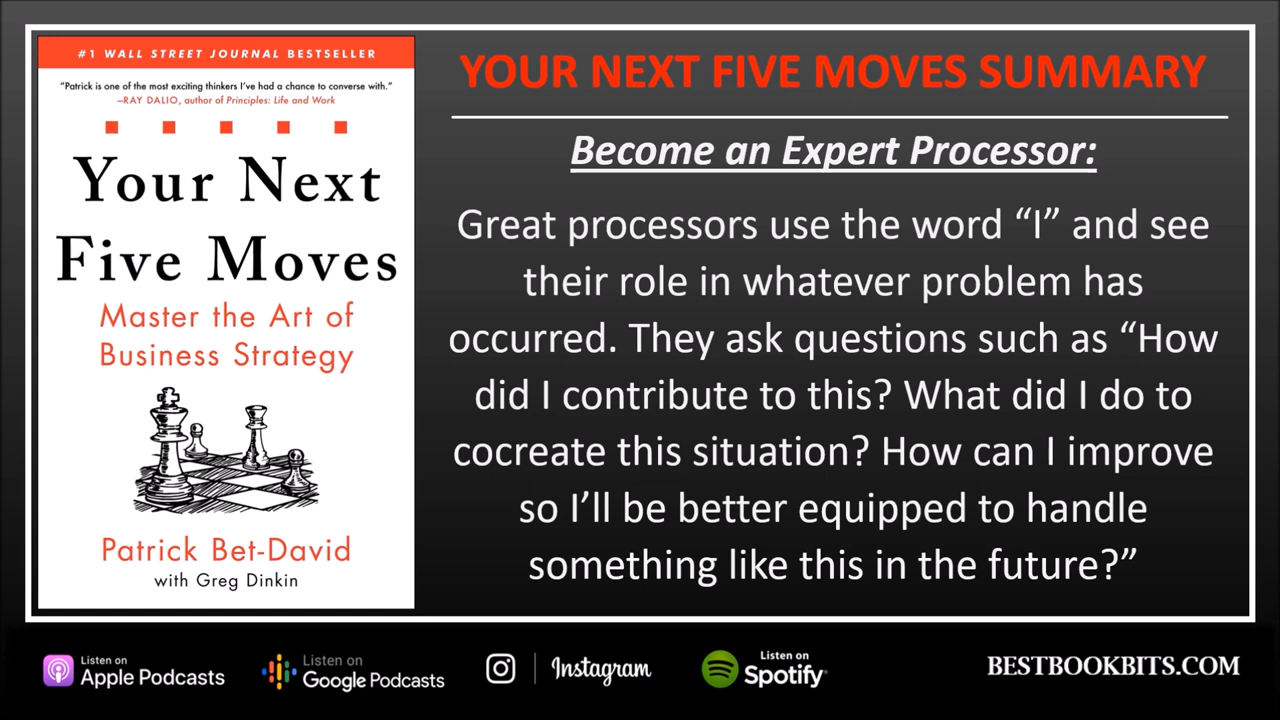 #1 WALL STREET JOURNAL BESTSELLER
“Patrick is one of the most exciting thinkers I’ve had a chance to converse with.”
—RAY DALIO, author of Principles: Life and Work
Your Next
Five Moves
Master the Art of
Business Strategy
Patrick Bet-David
with Greg Dinkin
YOUR NEXT FIVE MOVES SUMMARY
Become an Expert Processor:
Great processors use the word “I” and see
their role in whatever problem has
occurred. They ask questions such as “How
did I contribute to this? What did I do to
cocreate this situation? How can I improve
so I’ll be better equipped to handle
something like this in the future?”
Listen on
Apple Podcasts
Listen on
Google Podcasts
Instagram
Listen on
Spotify
BESTBOOKBITS.COM